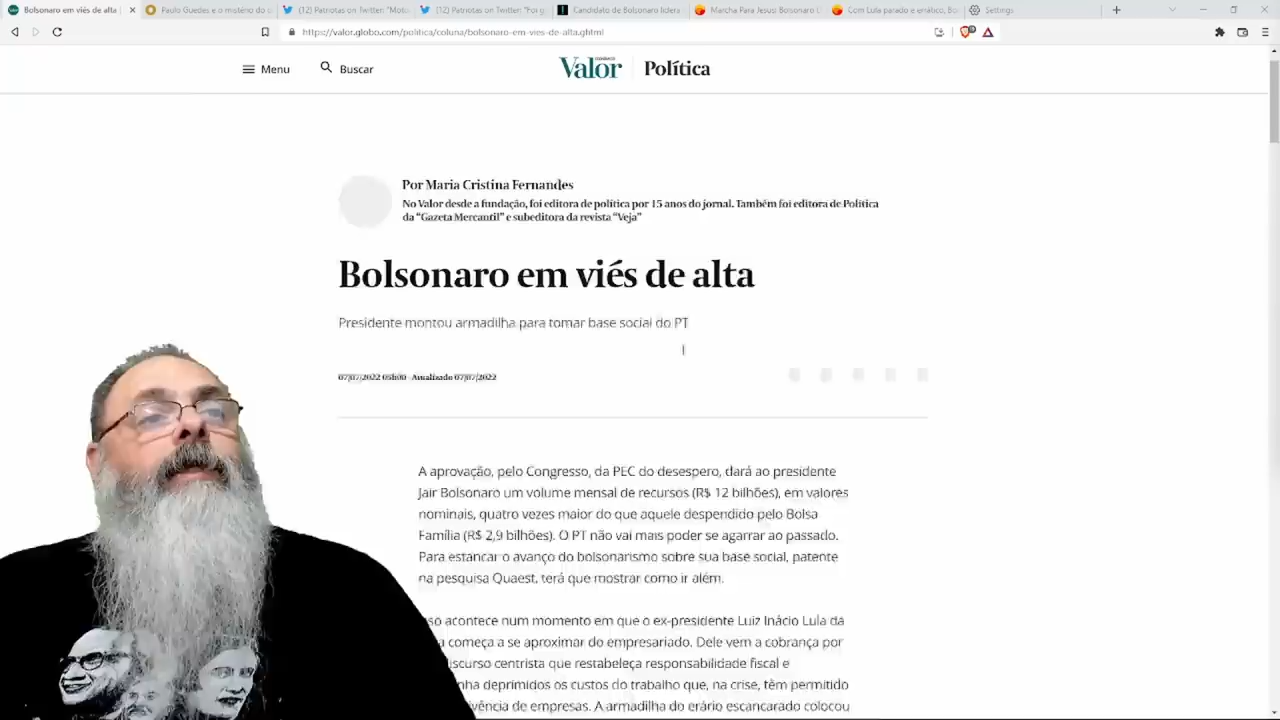 Bolsonaro em viés de alta
Paolo Guedes e o mistério do
(12) Patriotas on Twitter: "Motoc
(12) Patriotas on Twitter: "For g
Candidato de Bolsonaro lidera
Marcha Para Jesus: Bolsonaro
Com Lula parado e errático, Bo
Settings
https://valor.globo.com/politica/coluna/bolsonaro-em-vies-de-alta.ghtml
Menu
Buscar
Valor
Política
Por Maria Cristina Fernandes
No Valor desde a fundação, foi editora de política por 15 anos do jornal. Também foi editora de Política
da “Gazeta Mercantil” e subeditora da revista “Veja”
Bolsonaro em viés de alta
Presidente montou armadilha para tomar base social do PT
07/07/2022 05h00 · Atualizado 07/07/2022
A aprovação, pelo Congresso, da PEC do desespero, dará ao presidente
Jair Bolsonaro um volume mensal de recursos (R$ 12 bilhões), em valores
nominais, quatro vezes maior do que aquele despendido pelo Bolsa
Família (R$ 2,9 bilhões). O PT não vai mais poder se agarrar ao passado.
Para estancar o avanço do bolsonarismo sobre sua base social, patente
na pesquisa Quaest, terá que mostrar como ir além.
acontece num momento em que o ex-presidente Luiz Inácio Lula da
começa a se aproximar do empresariado. Dele vem a cobrança por
discurso centrista que restabeleça responsabilidade fiscal e
deprimidos os custos do trabalho que, na crise, têm permitido
de empresas. A armadilha do erário escancarado colocou